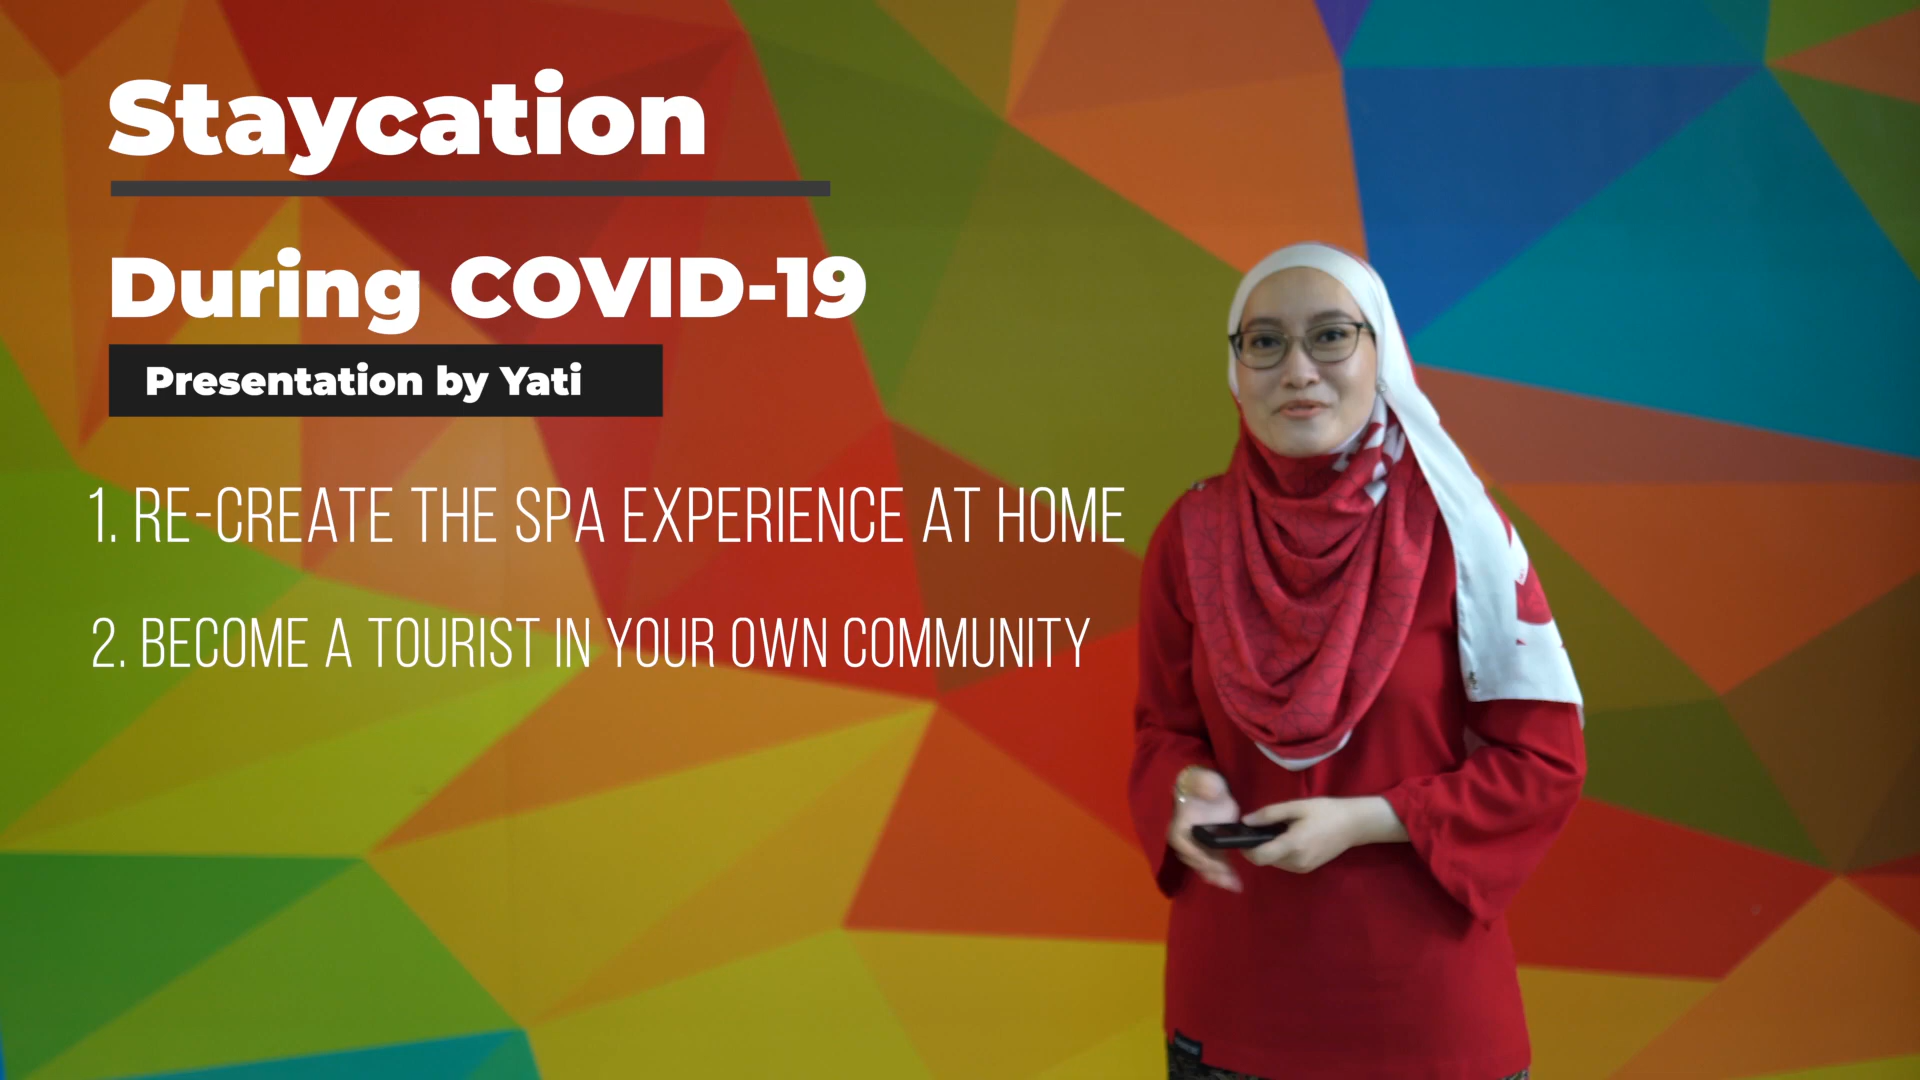 Staycation
During COVID-19
Presentation by Yati
1. RE-CREATE THE SPA EXPERIENCE AT HOME
2. BECOME A TOURIST IN YOUR OWN COMMUNITY